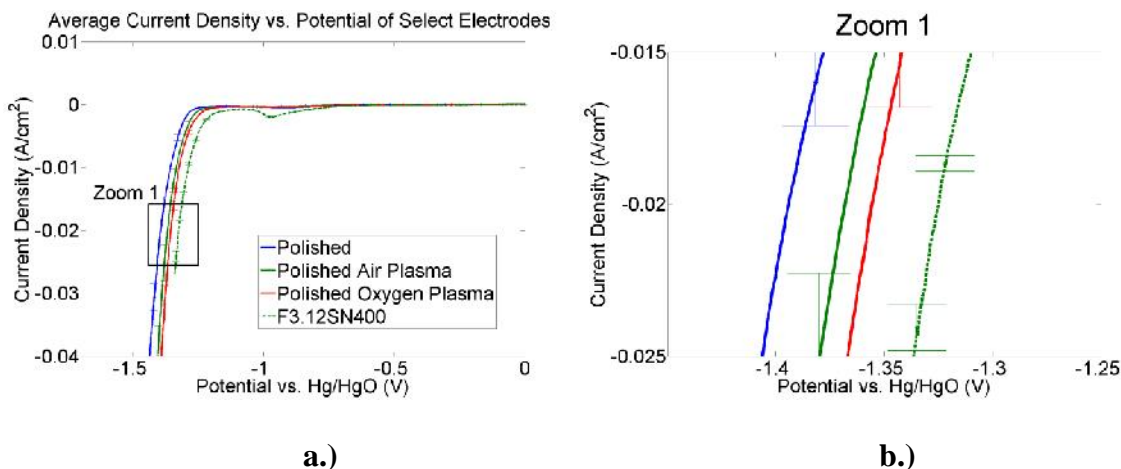 Average Current Density vs. Potential of Select Electrodes
0.01
0
-0.01
-0.02
-0.03
-0.04
Current Density (A/cm²)
Zoom 1
Polished
Polished Air Plasma
Polished Oxygen Plasma
F3.12SN400
-1.5
-1
-0.5
0
Potential vs. Hg/HgO (V)
a.)
Zoom 1
-0.015
-0.02
-0.025
Current Density (A/cm²)
-1.4
-1.35
-1.3
-1.25
Potential vs. Hg/HgO (V)
b.)